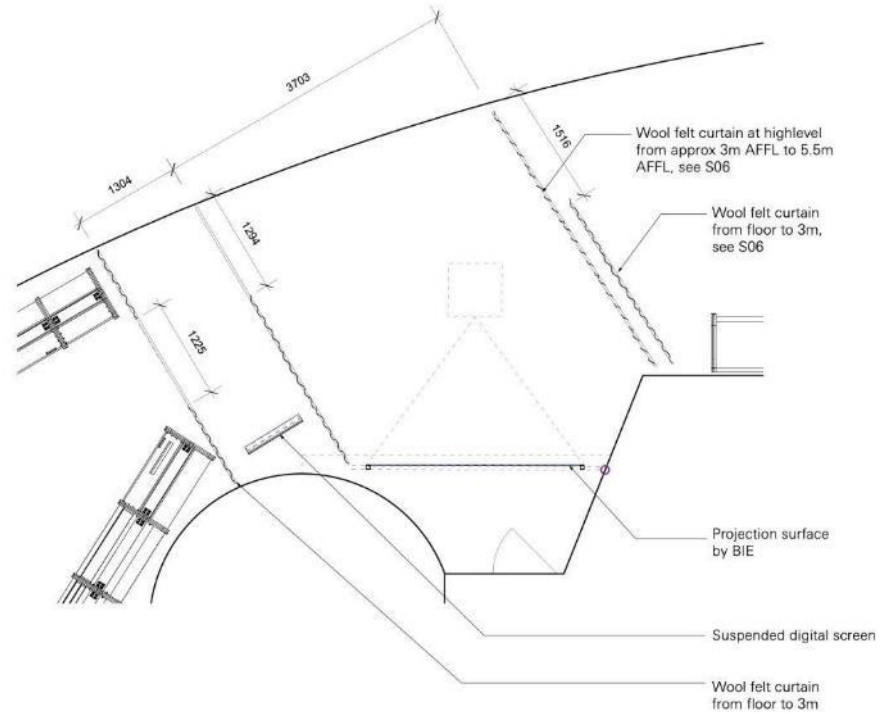 3703
1304
1516
1294
1225
Wool felt curtain at highlevel
from approx 3m AFFL to 5.5m
AFFL, see S06
Wool felt curtain
from floor to 3m,
see S06
Projection surface
by BIE
Suspended digital screen
Wool felt curtain
from floor to 3m